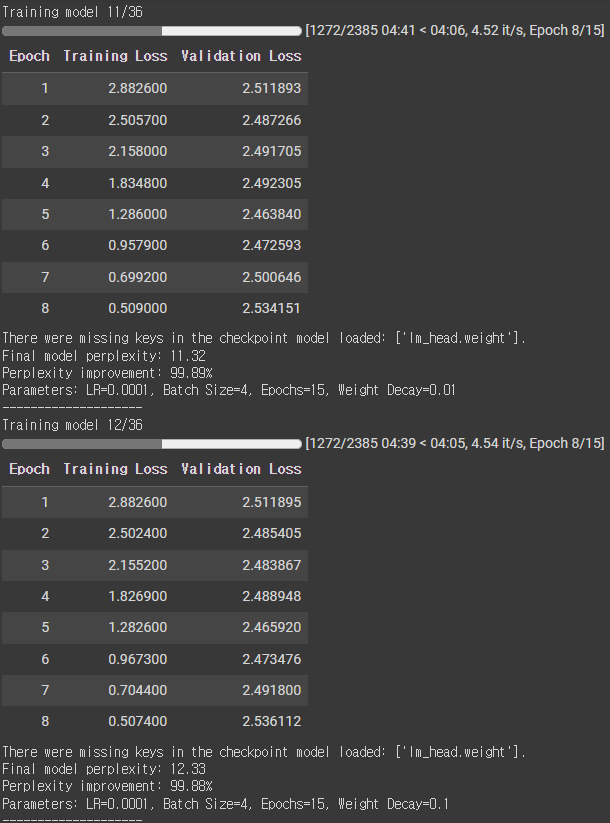 Training model 11/36
[1272/2385 04:41 < 04:06, 4.52 it/s, Epoch 8/15]
Epoch Training Loss Validation Loss
1 2.882600 2.511893
2 2.505700 2.487266
3 2.158000 2.491705
4 1.834800 2.492305
5 1.286000 2.463840
6 0.957900 2.472593
7 0.699200 2.500646
8 0.509000 2.534151
There were missing keys in the checkpoint model loaded: ['lm_head.weight'].
Final model perplexity: 11.32
Perplexity improvement: 99.89%
Parameters: LR=0.0001, Batch Size=4, Epochs=15, Weight Decay=0.01
--------------------
Training model 12/36
[1272/2385 04:39 < 04:05, 4.54 it/s, Epoch 8/15]
Epoch Training Loss Validation Loss
1 2.882600 2.511895
2 2.502400 2.485405
3 2.155200 2.483867
4 1.826900 2.488948
5 1.282600 2.465920
6 0.967300 2.473476
7 0.704400 2.491800
8 0.507400 2.536112
There were missing keys in the checkpoint model loaded: ['lm_head.weight'].
Final model perplexity: 12.33
Perplexity improvement: 99.88%
Parameters: LR=0.0001, Batch Size=4, Epochs=15, Weight Decay=0.1
--------------------